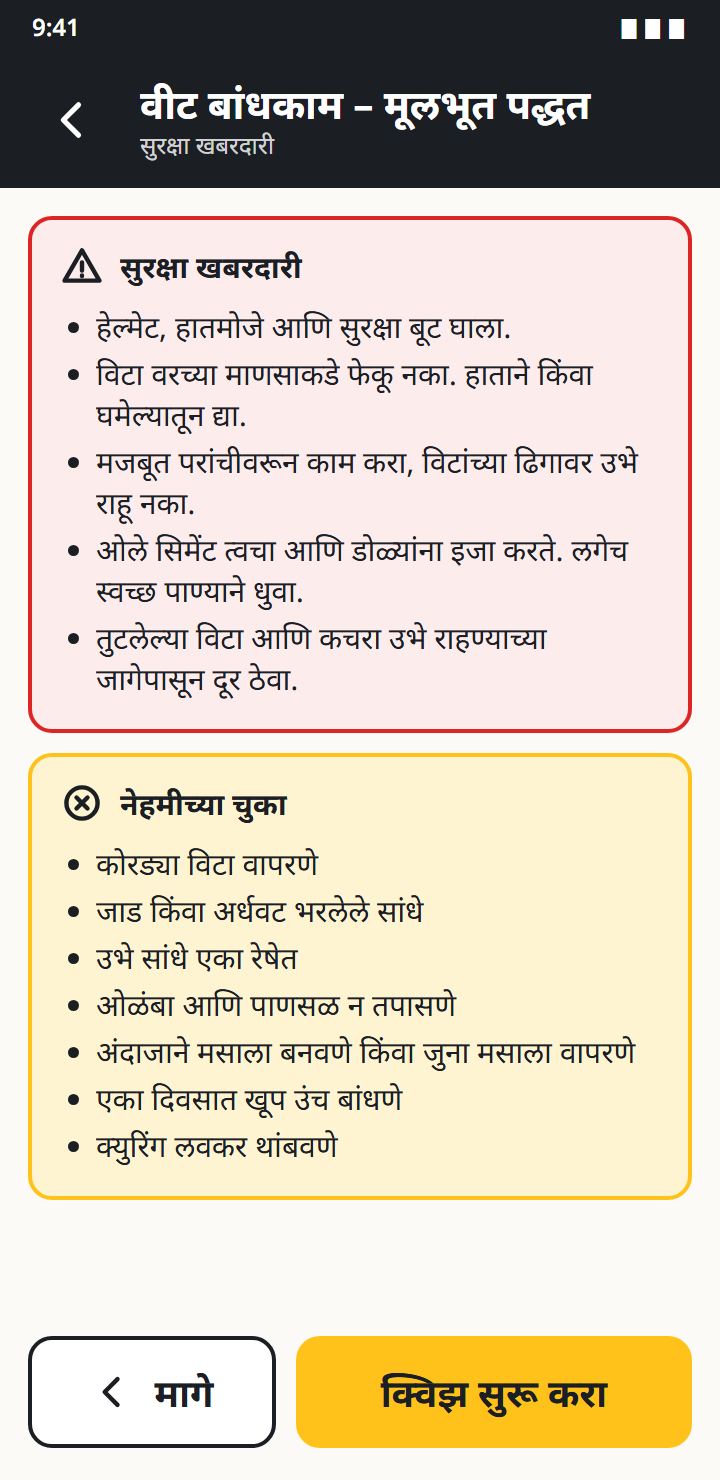 9:41
वीट बांधकाम – मूलभूत पद्धत
सुरक्षा खबरदारी
सुरक्षा खबरदारी
• हेल्मेट, हातमोजे आणि सुरक्षा बूट घाला.
• विटा वरच्या माणसाकडे फेकू नका. हाताने किंवा
घमेल्यातून द्या.
• मजबूत परांचीवरून काम करा, विटांच्या ढिगावर उभे
राहू नका.
• ओले सिमेंट त्वचा आणि डोळ्यांना इजा करते. लगेच
स्वच्छ पाण्याने धुवा.
• तुटलेल्या विटा आणि कचरा उभे राहण्याच्या
जागेपासून दूर ठेवा.
नेहमीच्या चुका
• कोरड्या विटा वापरणे
• जाड किंवा अर्धवट भरलेले सांधे
• उभे सांधे एका रेषेत
• ओळंबा आणि पाणसळ न तपासणे
• अंदाजाने मसाला बनवणे किंवा जुना मसाला वापरणे
• एका दिवसात खूप उंच बांधणे
• क्युरिंग लवकर थांबवणे
मागे
क्विझ सुरू करा